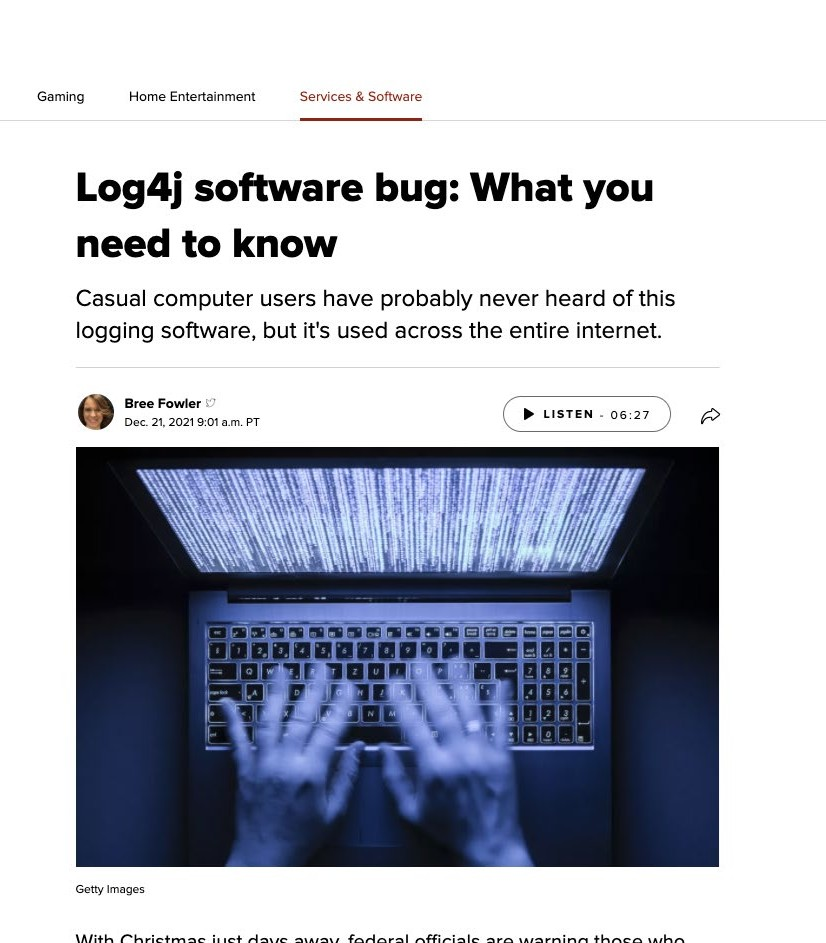 Gaming Home Entertainment Services & Software
Log4j software bug: What you
need to know
Casual computer users have probably never heard of this
logging software, but it's used across the entire internet.
Bree Fowler
Dec. 21, 2021 9:01 a.m. PT
LISTEN - 06:27
Getty Images
With Christmas just days away, federal officials are warning those who